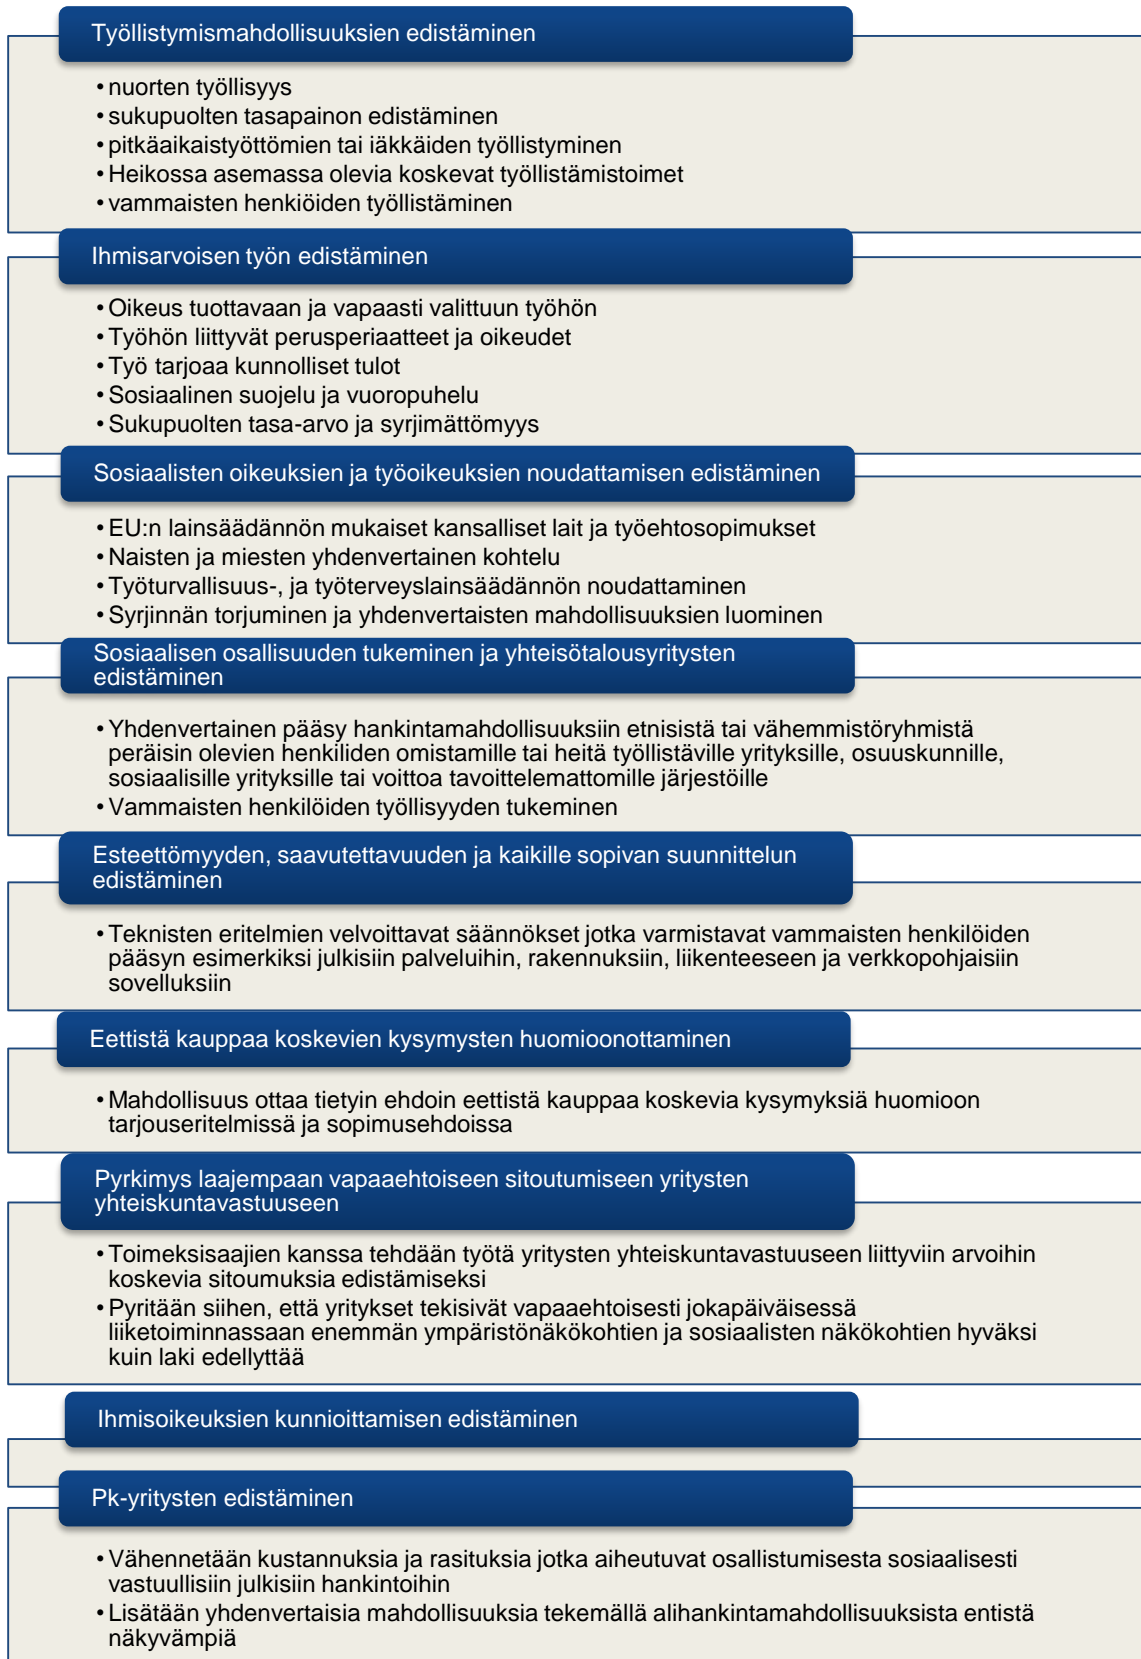 Työllistymismahdollisuuksien edistäminen
• nuorten työllisyys
• sukupuolten tasapainon edistäminen
• pitkäaikaistyöttömien tai iäkkäiden työllistyminen
• Heikossa asemassa olevia koskevat työllistämistoimet
• vammaisten henkiöiden työllistäminen
Ihmisarvoisen työn edistäminen
• Oikeus tuottavaan ja vapaasti valittuun työhön
• Työhön liittyvät perusperiaatteet ja oikeudet
• Työ tarjoaa kunnolliset tulot
• Sosiaalinen suojelu ja vuoropuhelu
• Sukupuolten tasa-arvo ja syrjimättömyys
Sosiaalisten oikeuksien ja työoikeuksien noudattamisen edistäminen
• EU:n lainsäädännön mukaiset kansalliset lait ja työehtosopimukset
• Naisten ja miesten yhdenvertainen kohtelu
• Työturvallisuus-, ja työterveyslainsäädännön noudattaminen
• Syrjinnän torjuminen ja yhdenvertaisten mahdollisuuksien luominen
Sosiaalisen osallisuuden tukeminen ja yhteisötalousyritysten
edistäminen
• Yhdenvertainen pääsy hankintamahdollisuuksiin etnisistä tai vähemmistöryhmistä
peräisin olevien henkiliden omistamille tai heitä työllistäville yrityksille, osuuskunnille,
sosiaalisille yrityksille tai voittoa tavoittelemattomille järjestöille
• Vammaisten henkilöiden työllisyyden tukeminen
Esteettömyyden, saavutettavuuden ja kaikille sopivan suunnittelun
edistäminen
• Teknisten eritelmien velvoittavat säännökset jotka varmistavat vammaisten henkilöiden
pääsyn esimerkiksi julkisiin palveluihin, rakennuksiin, liikenteeseen ja verkkopohjaisiin
sovelluksiin
Eettistä kauppaa koskevien kysymysten huomioonottaminen
• Mahdollisuus ottaa tietyin ehdoin eettistä kauppaa koskevia kysymyksiä huomioon
tarjouseritelmissä ja sopimusehdoissa
Pyrkimys laajempaan vapaaehtoiseen sitoutumiseen yritysten
yhteiskuntavastuuseen
• Toimeksisaajien kanssa tehdään työtä yritysten yhteiskuntavastuuseen liittyviin arvoihin
koskevia sitoumuksia edistämiseksi
• Pyritään siihen, että yritykset tekisivät vapaaehtoisesti jokapäiväisessä
liiketoiminnassaan enemmän ympäristönäkökohtien ja sosiaalisten näkökohtien hyväksi
kuin laki edellyttää
Ihmisoikeuksien kunnioittamisen edistäminen
Pk-yritysten edistäminen
• Vähennetään kustannuksia ja rasituksia jotka aiheutuvat osallistumisesta sosiaalisesti
vastuullisiin julkisiin hankintoihin
• Lisätään yhdenvertaisia mahdollisuuksia tekemällä alihankintamahdollisuuksista entistä
näkyvämpiä